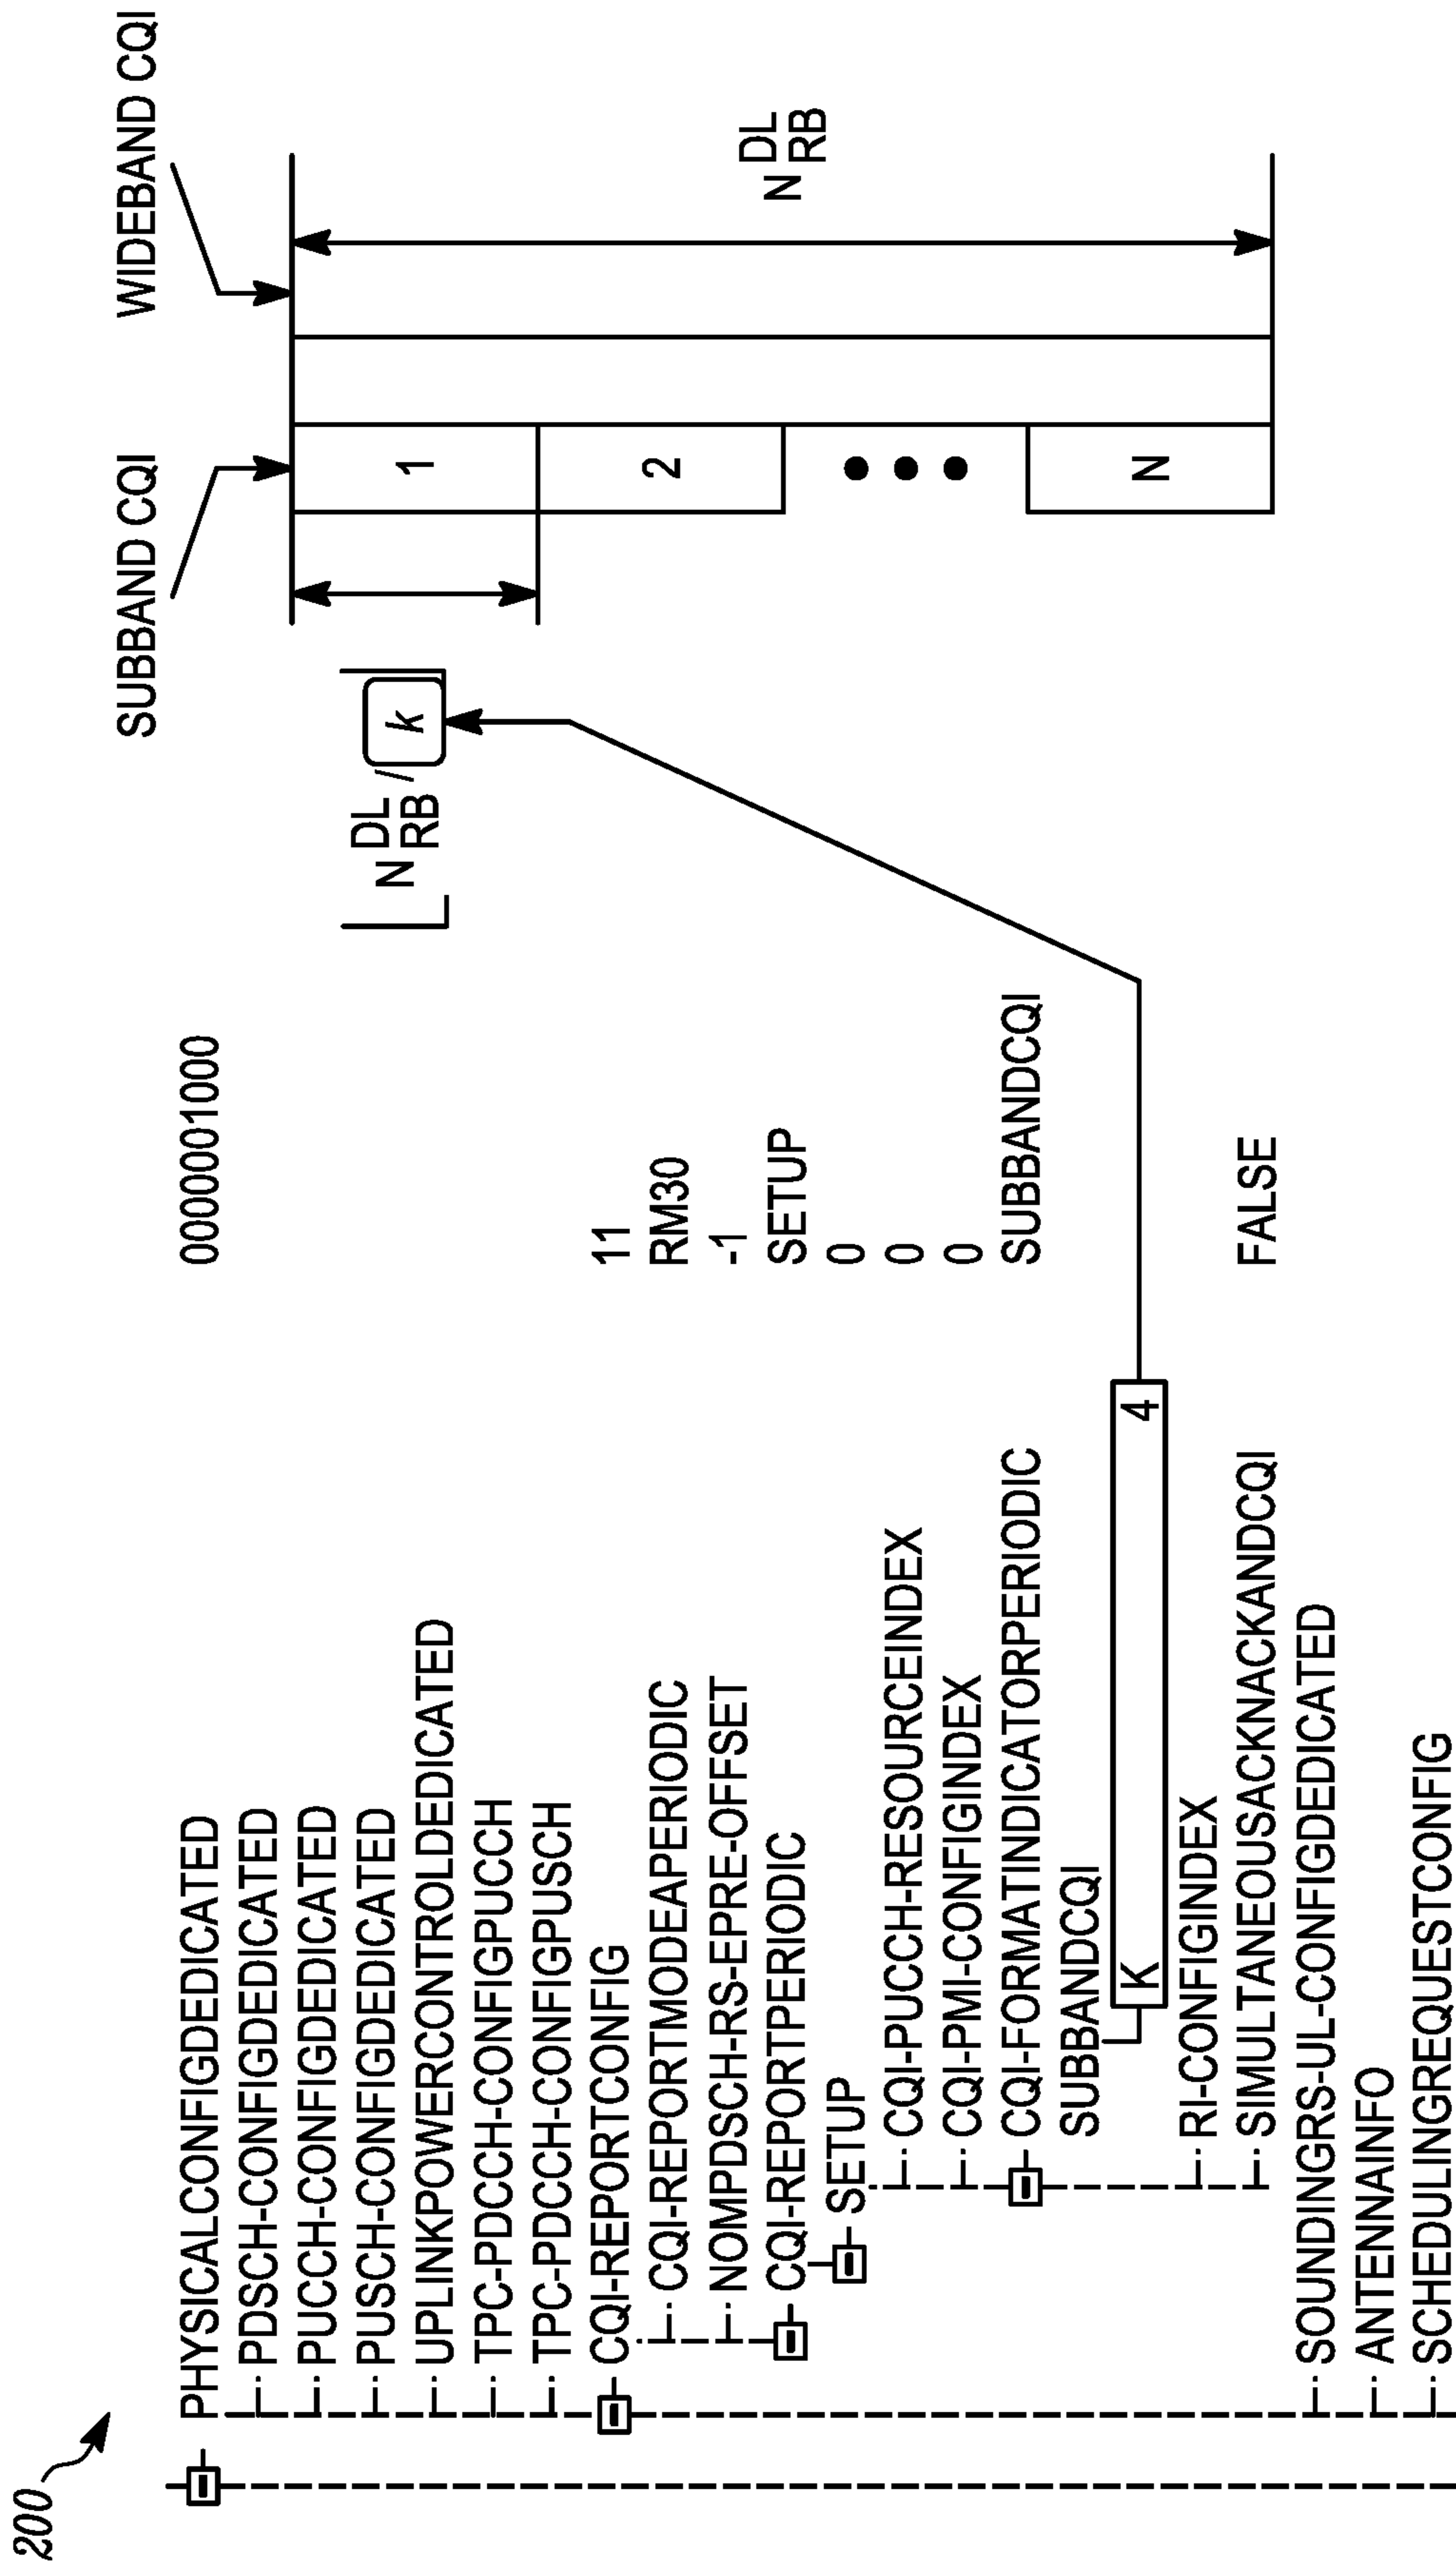 200
PHYSICALCONFIGDEDICATED 0000001000
PDSCH-CONFIGDEDICATED
PUCCH-CONFIGDEDICATED
PUSCH-CONFIGDEDICATED
UPLINKPOWERCONTROLDEDICATED
TPC-PDCCH-CONFIGPUCCH
TPC-PDCCH-CONFIGPUSCH
CQI-REPORTCONFIG 11
CQI-REPORTMODEAPERIODIC RM30
NOMPDSCH-RS-EPRE-OFFSET -1
CQI-REPORTPERIODIC SETUP
SETUP 0
CQI-PUCCH-RESOURCEINDEX 0
CQI-PMI-CONFIGINDEX 0
CQI-FORMATINDICATORPERIODIC SUBBANDCQI
SUBBANDCQI
K 4
RI-CONFIGINDEX
SIMULTANEOUSACKNACKANDCQI FALSE
SOUNDINGRS-UL-CONFIGDEDICATED
ANTENNAINFO
SCHEDULINGREQUESTCONFIG
SUBBAND CQI
WIDEBAND CQI
⌊N DL RB / k⌋
1
2
N
N DL RB